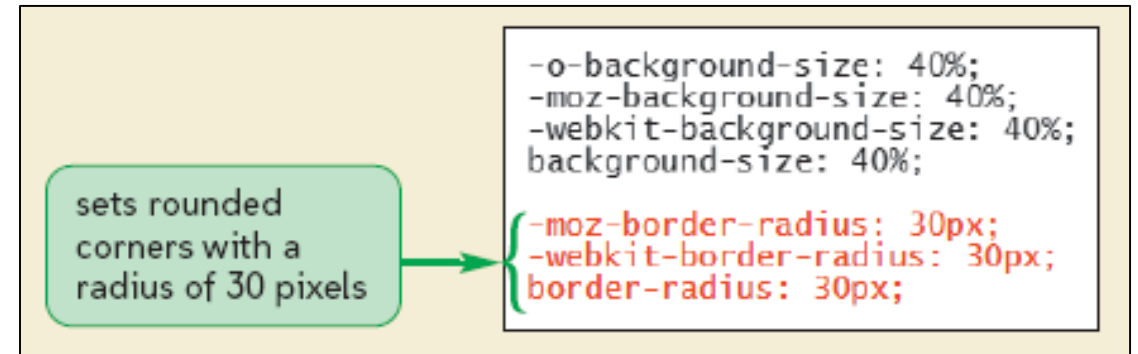 sets rounded
corners with a
radius of 30 pixels
-o-background-size: 40%;
-moz-background-size: 40%;
-webkit-background-size: 40%;
background-size: 40%;
-moz-border-radius: 30px;
-webkit-border-radius: 30px;
border-radius: 30px;